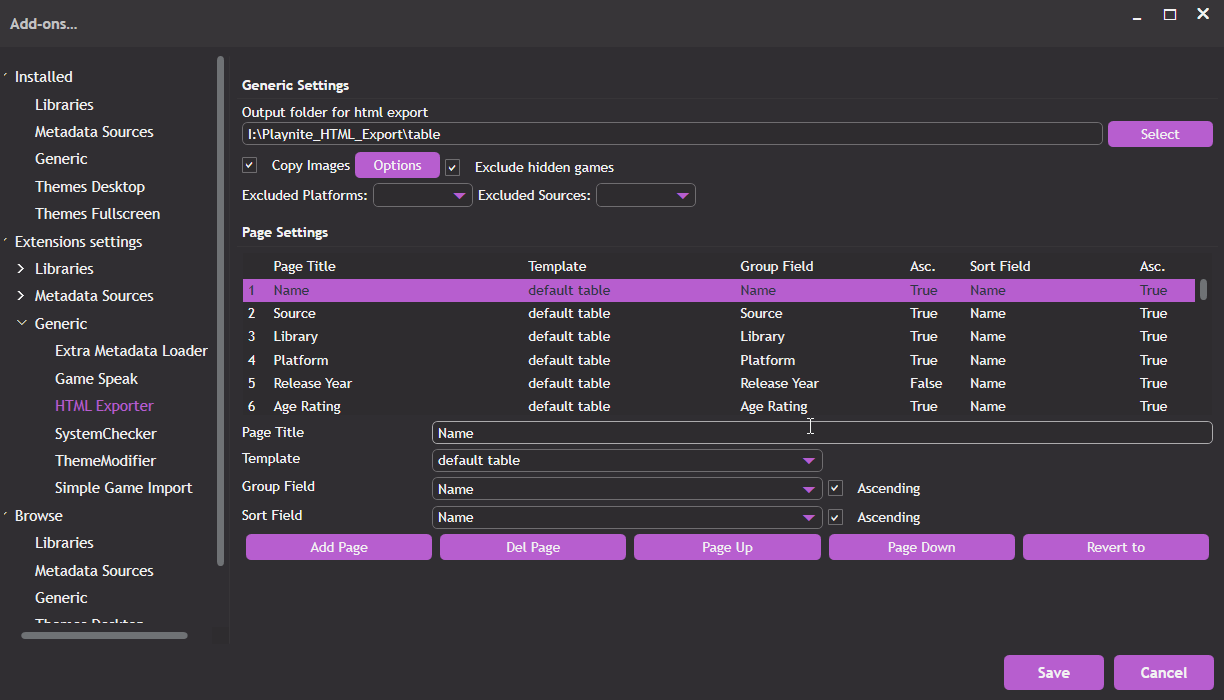 Add-ons...
Installed
Libraries
Metadata Sources
Generic
Themes Desktop
Themes Fullscreen
Extensions settings
Libraries
Metadata Sources
Generic
Extra Metadata Loader
Game Speak
HTML Exporter
SystemChecker
ThemeModifier
Simple Game Import
Browse
Libraries
Metadata Sources
Generic
Themes Desktop
Generic Settings
Output folder for html export
I:\Playnite_HTML_Export\table Select
Copy Images Options Exclude hidden games
Excluded Platforms: Excluded Sources:
Page Settings
Page Title Template Group Field Asc. Sort Field Asc.
1 Name default table Name True Name True
2 Source default table Source True Name True
3 Library default table Library True Name True
4 Platform default table Platform True Name True
5 Release Year default table Release Year False Name True
6 Age Rating default table Age Rating True Name True
Page Title Name
Template default table
Group Field Name Ascending
Sort Field Name Ascending
Add Page Del Page Page Up Page Down Revert to
Save Cancel